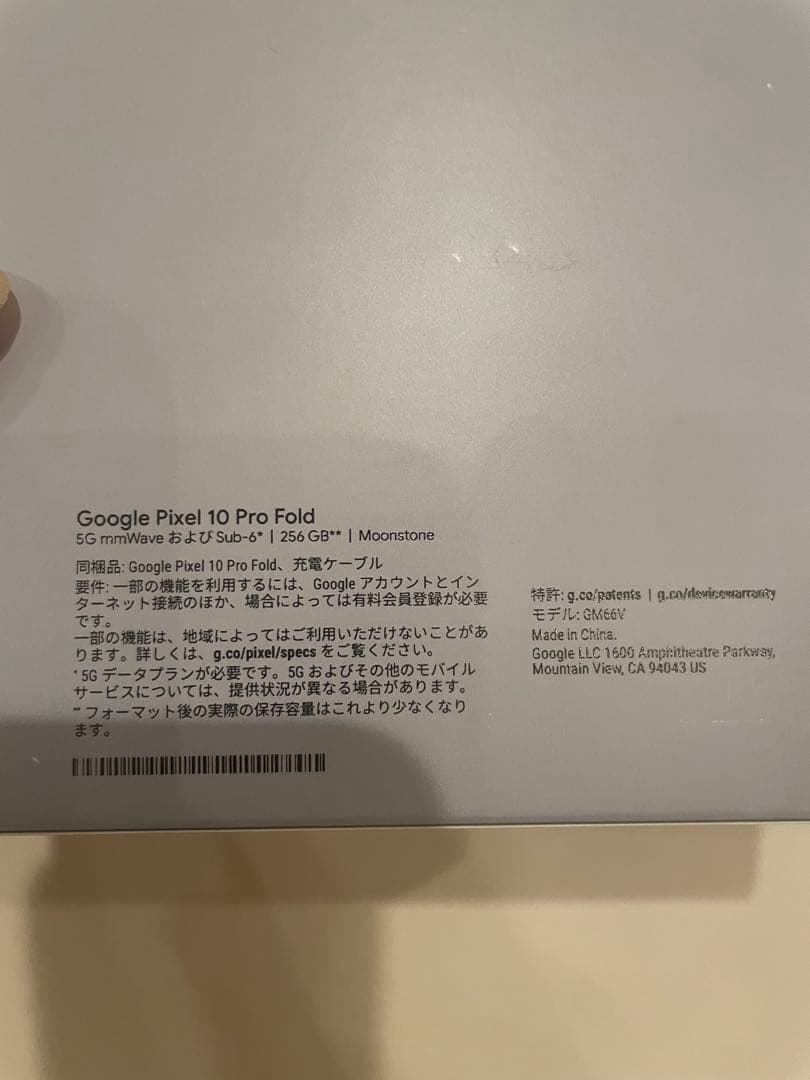 Google Pixel 10 Pro Fold
5G mmWave および Sub-6* | 256 GB** | Moonstone
同梱品: Google Pixel 10 Pro Fold、充電ケーブル
要件: 一部の機能を利用するには、Google アカウントとイン
ターネット接続のほか、場合によっては有料会員登録が必要
です。
一部の機能は、地域によってはご利用いただけないことがあ
ります。詳しくは、g.co/pixel/specs をご覧ください。
* 5G データプランが必要です。5G およびその他のモバイル
サービスについては、提供状況が異なる場合があります。
** フォーマット後の実際の保存容量はこれより少なくなり
ます。
特許: g.co/patents | g.co/devicewarranty
モデル:
Made in China.
Google LLC 1600 Amphitheatre Parkway,
Mountain View, CA 94043 US